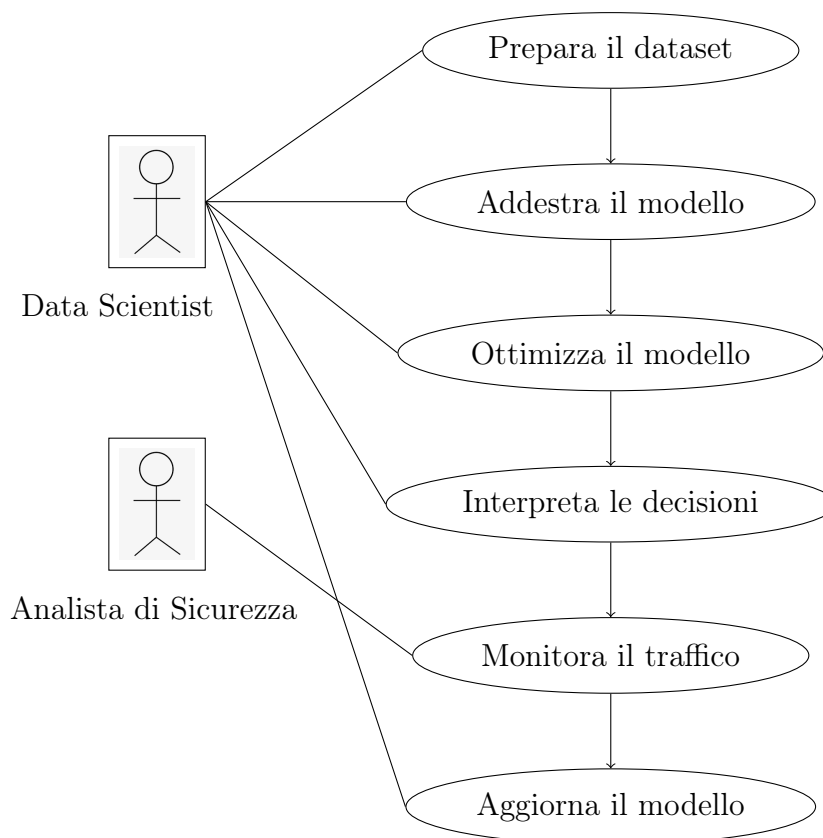 Prepara il dataset
Addestra il modello
Data Scientist
Ottimizza il modello
Interpreta le decisioni
Analista di Sicurezza
Monitora il traffico
Aggiorna il modello